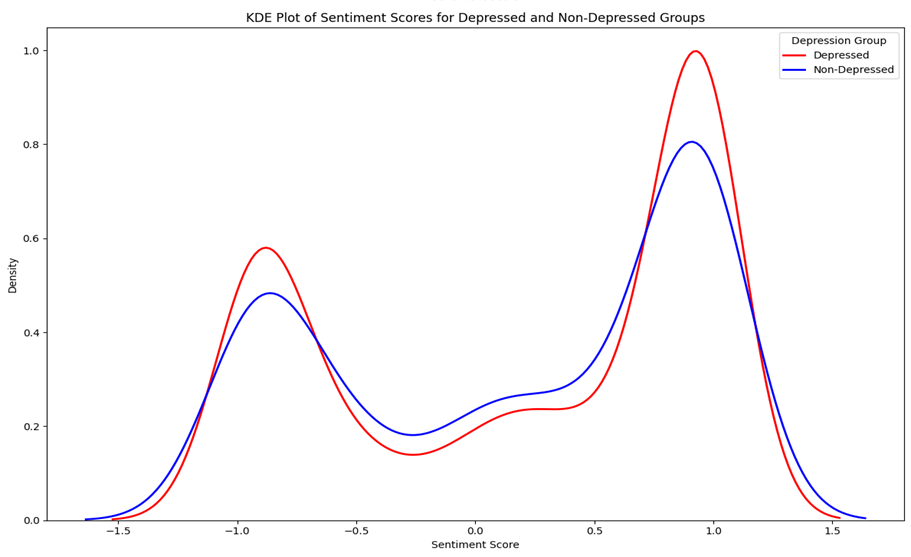 KDE Plot of Sentiment Scores for Depressed and Non-Depressed Groups
Depression Group
Depressed
Non-Depressed
1.0
0.8
0.6
0.4
0.2
0.0
Density
−1.5 −1.0 −0.5 0.0 0.5 1.0 1.5
Sentiment Score